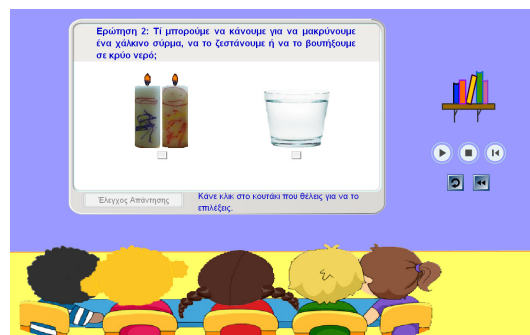 Ερώτηση 2: Τί μπορούμε να κάνουμε για να μακρύνουμε
ένα χάλκινο σύρμα, να το ζεστάνουμε ή να το βουτήξουμε
σε κρύο νερό;
Έλεγχος Απάντησης
Κάνε κλικ στο κουτάκι που θέλεις για να το
επιλέξεις.